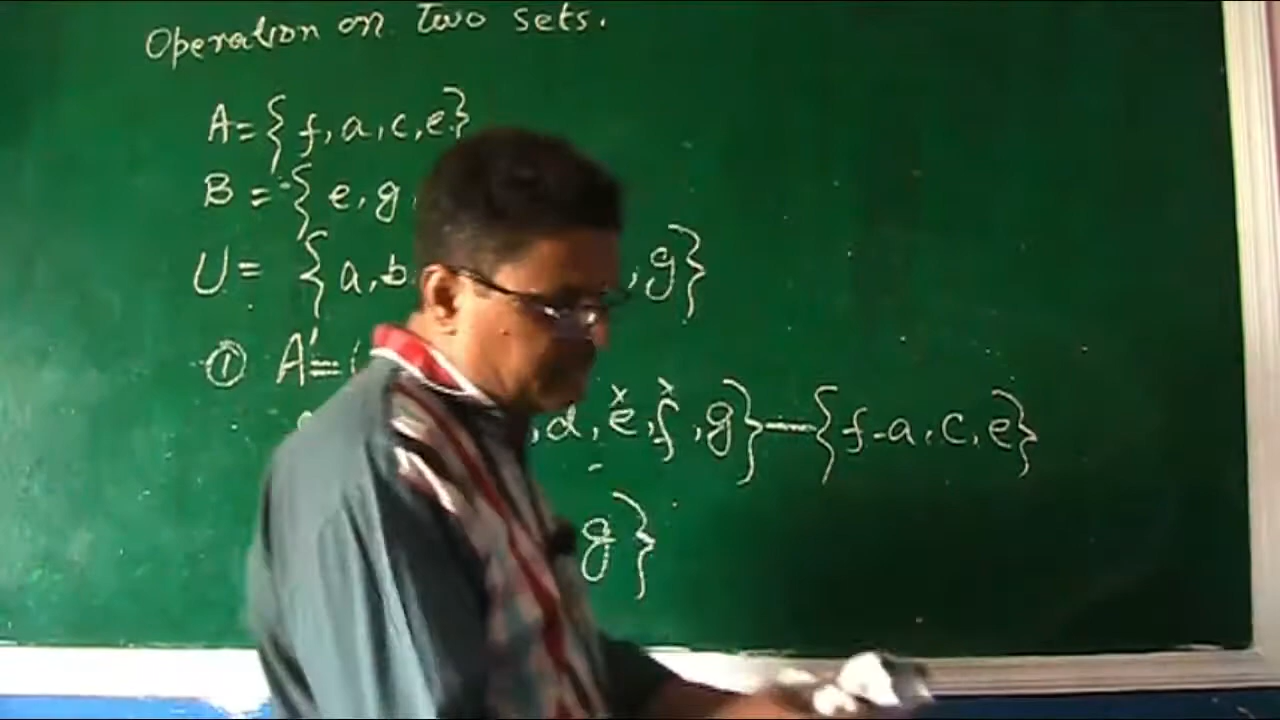 Operation on Two sets.
A={f,a,c,e}
B={e,g
U={a,b ,g}
① A'=
,d,e,f,g}—{f-a,c,e}
g}